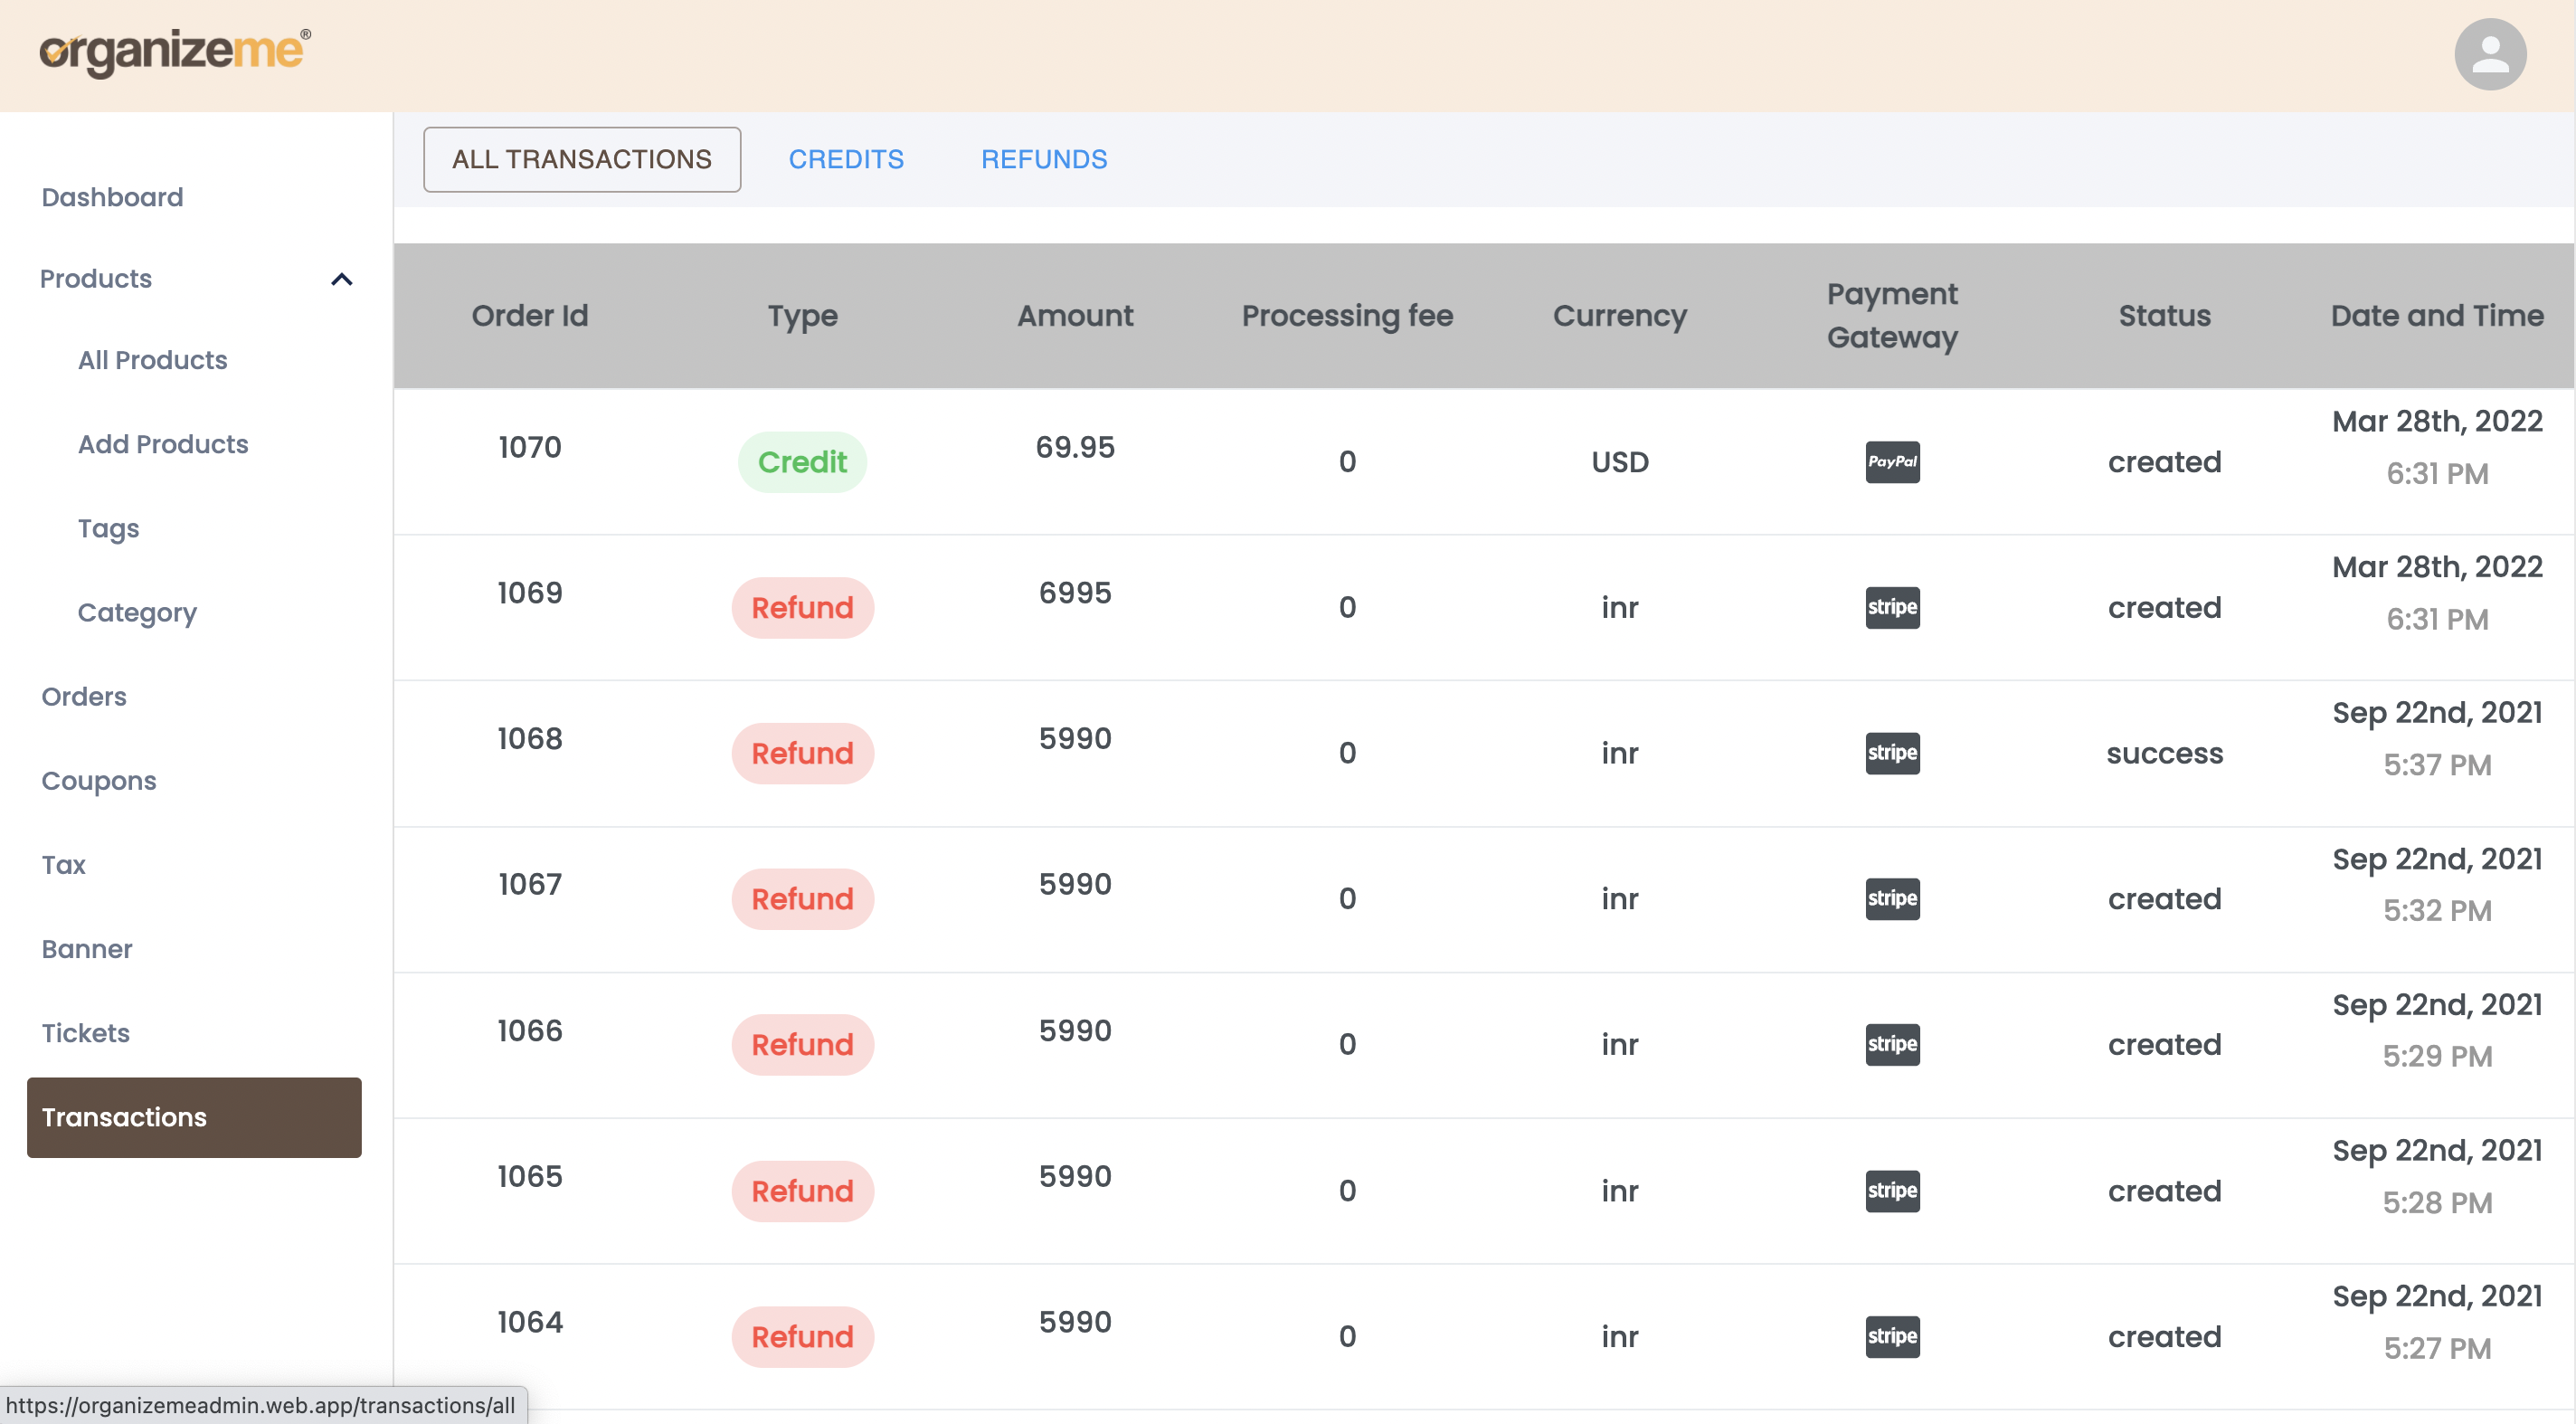 organizeme®
ALL TRANSACTIONS CREDITS REFUNDS
Dashboard
Products
All Products
Add Products
Tags
Category
Orders
Coupons
Tax
Banner
Tickets
Transactions
Order Id Type Amount Processing fee Currency Payment Gateway Status Date and Time
1070 Credit 69.95 0 USD PayPal created Mar 28th, 2022 6:31 PM
1069 Refund 6995 0 inr stripe created Mar 28th, 2022 6:31 PM
1068 Refund 5990 0 inr stripe success Sep 22nd, 2021 5:37 PM
1067 Refund 5990 0 inr stripe created Sep 22nd, 2021 5:32 PM
1066 Refund 5990 0 inr stripe created Sep 22nd, 2021 5:29 PM
1065 Refund 5990 0 inr stripe created Sep 22nd, 2021 5:28 PM
1064 Refund 5990 0 inr stripe created Sep 22nd, 2021 5:27 PM
https://organizemeadmin.web.app/transactions/all